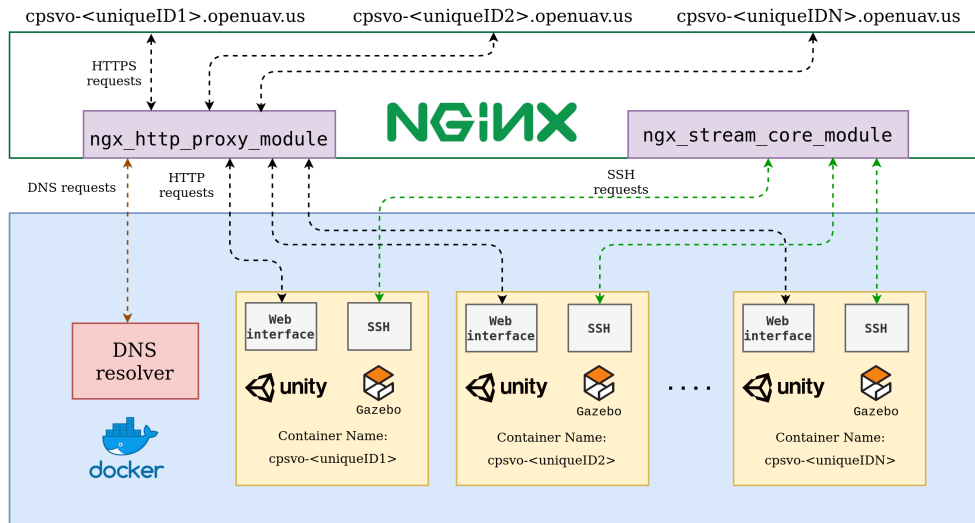 cpsvo-<uniqueID1>.openuav.us
cpsvo-<uniqueID2>.openuav.us
cpsvo-<uniqueIDN>.openuav.us
HTTPS
requests
NGINX
ngx_http_proxy_module
ngx_stream_core_module
DNS requests
HTTP
requests
SSH
requests
DNS
resolver
docker
Web
interface
SSH
unity
Gazebo
Container Name:
cpsvo-<uniqueID1>
Web
interface
SSH
unity
Gazebo
Container Name:
cpsvo-<uniqueID2>
....
Web
interface
SSH
unity
Gazebo
Container Name:
cpsvo-<uniqueIDN>